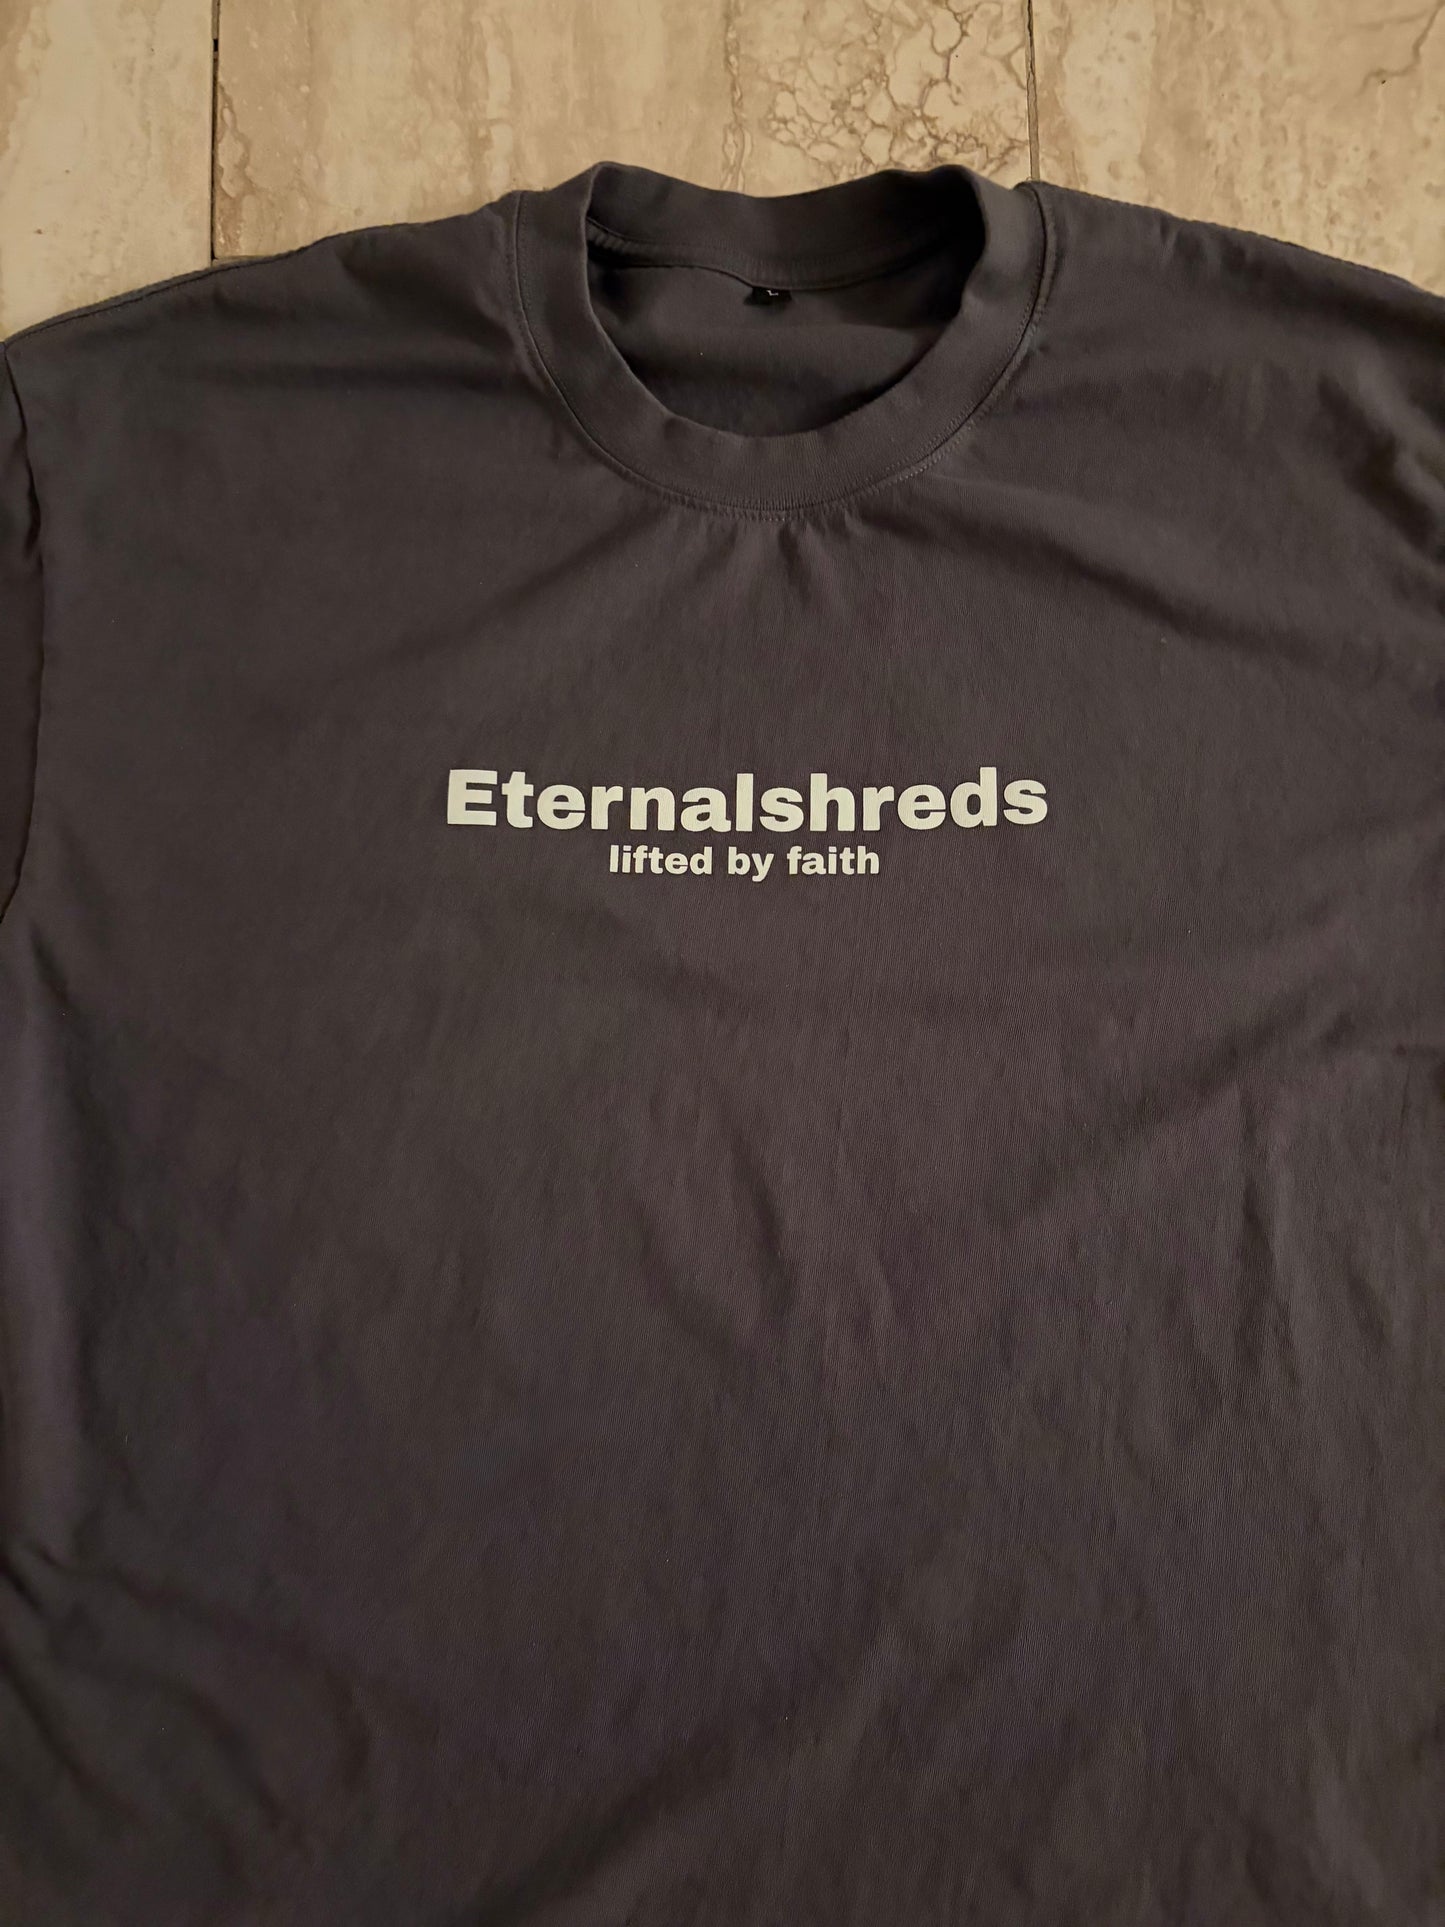 L
Eternalshreds
lifted by faith